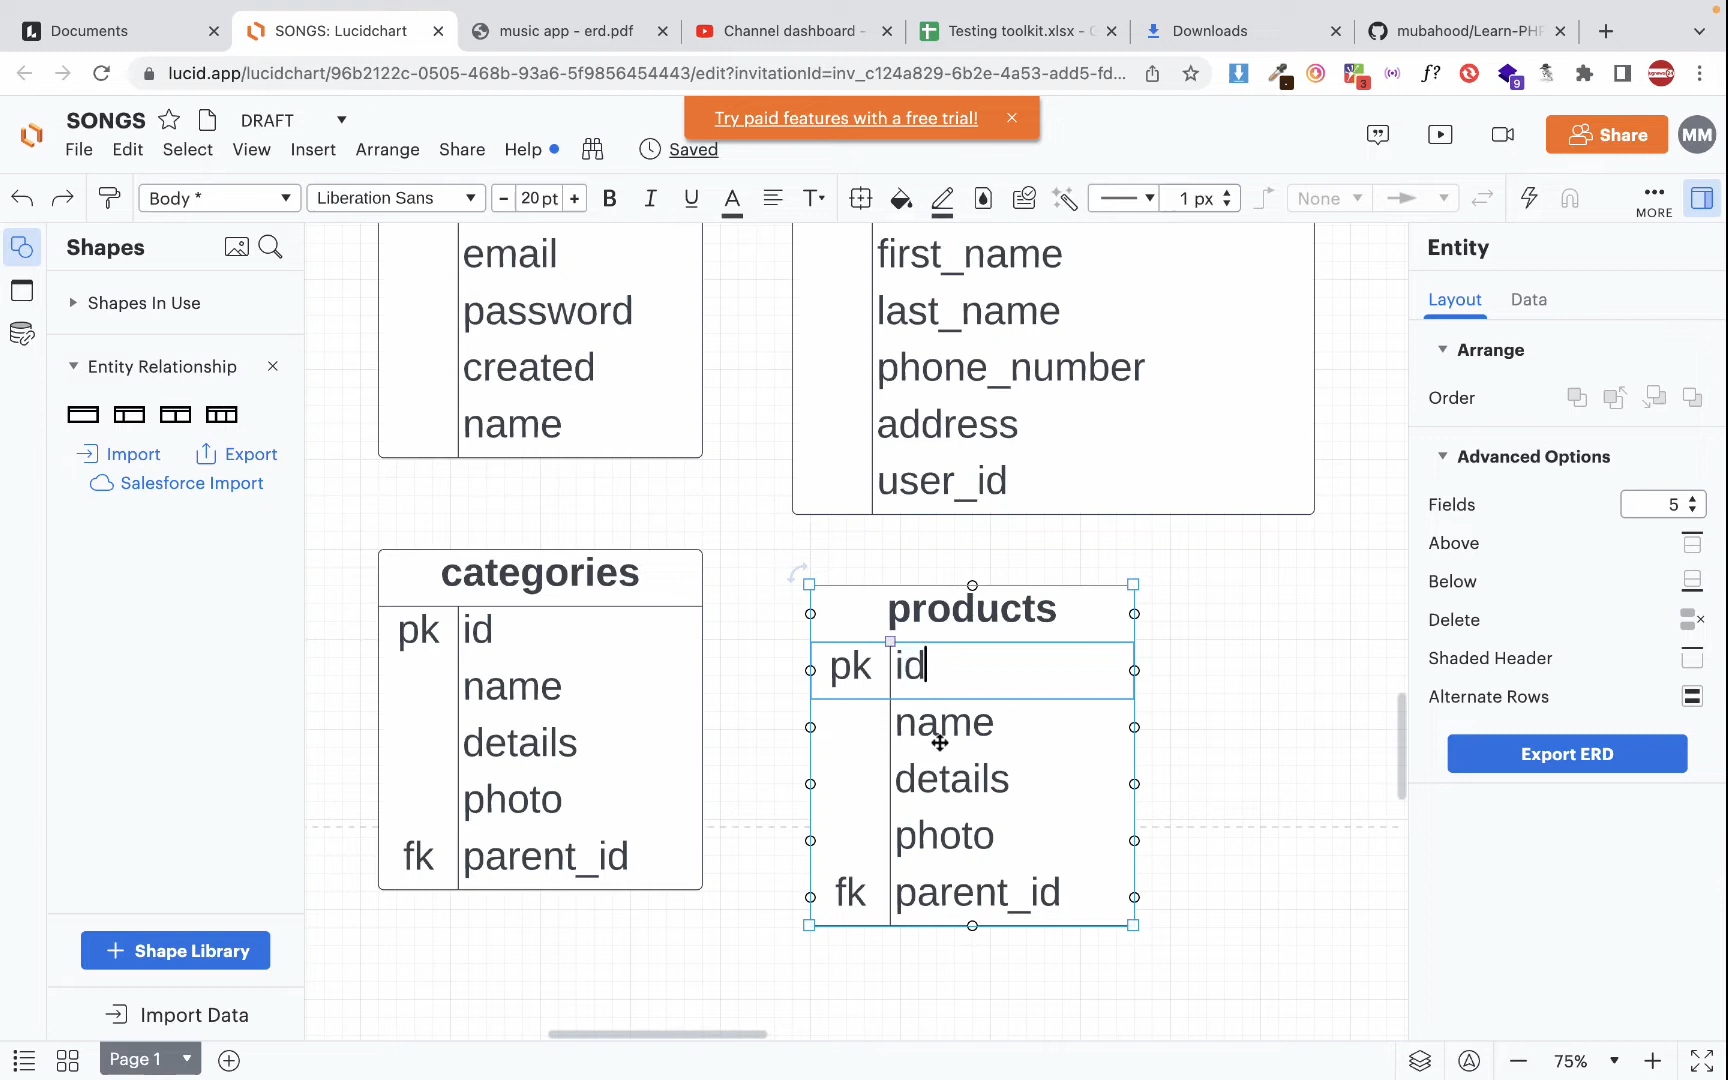 Documents
SONGS: Lucidchart
music app - erd.pdf
Channel dashboard -
Testing toolkit.xlsx -
Downloads
mubahood/Learn-PHP
lucid.app/lucidchart/96b2122c-0505-468b-93a6-5f9856454443/edit?invitationId=inv_c124a829-6b2e-4a53-add5-fd...
f?
3
9
SONGS
DRAFT
Try paid features with a free trial!
File Edit Select View Insert Arrange Share Help
Saved
Share
MM
Body *
Liberation Sans
20 pt
B I U A T
1 px
None
MORE
Shapes
Shapes In Use
Entity Relationship
Import
Export
Salesforce Import
Shape Library
Import Data
email
password
created
name
first_name
last_name
phone_number
address
user_id
categories
pk id
name
details
photo
fk parent_id
products
pk id
name
details
photo
fk parent_id
Entity
Layout
Data
Arrange
Order
Advanced Options
Fields 5
Above
Below
Delete
Shaded Header
Alternate Rows
Export ERD
Page 1
75%